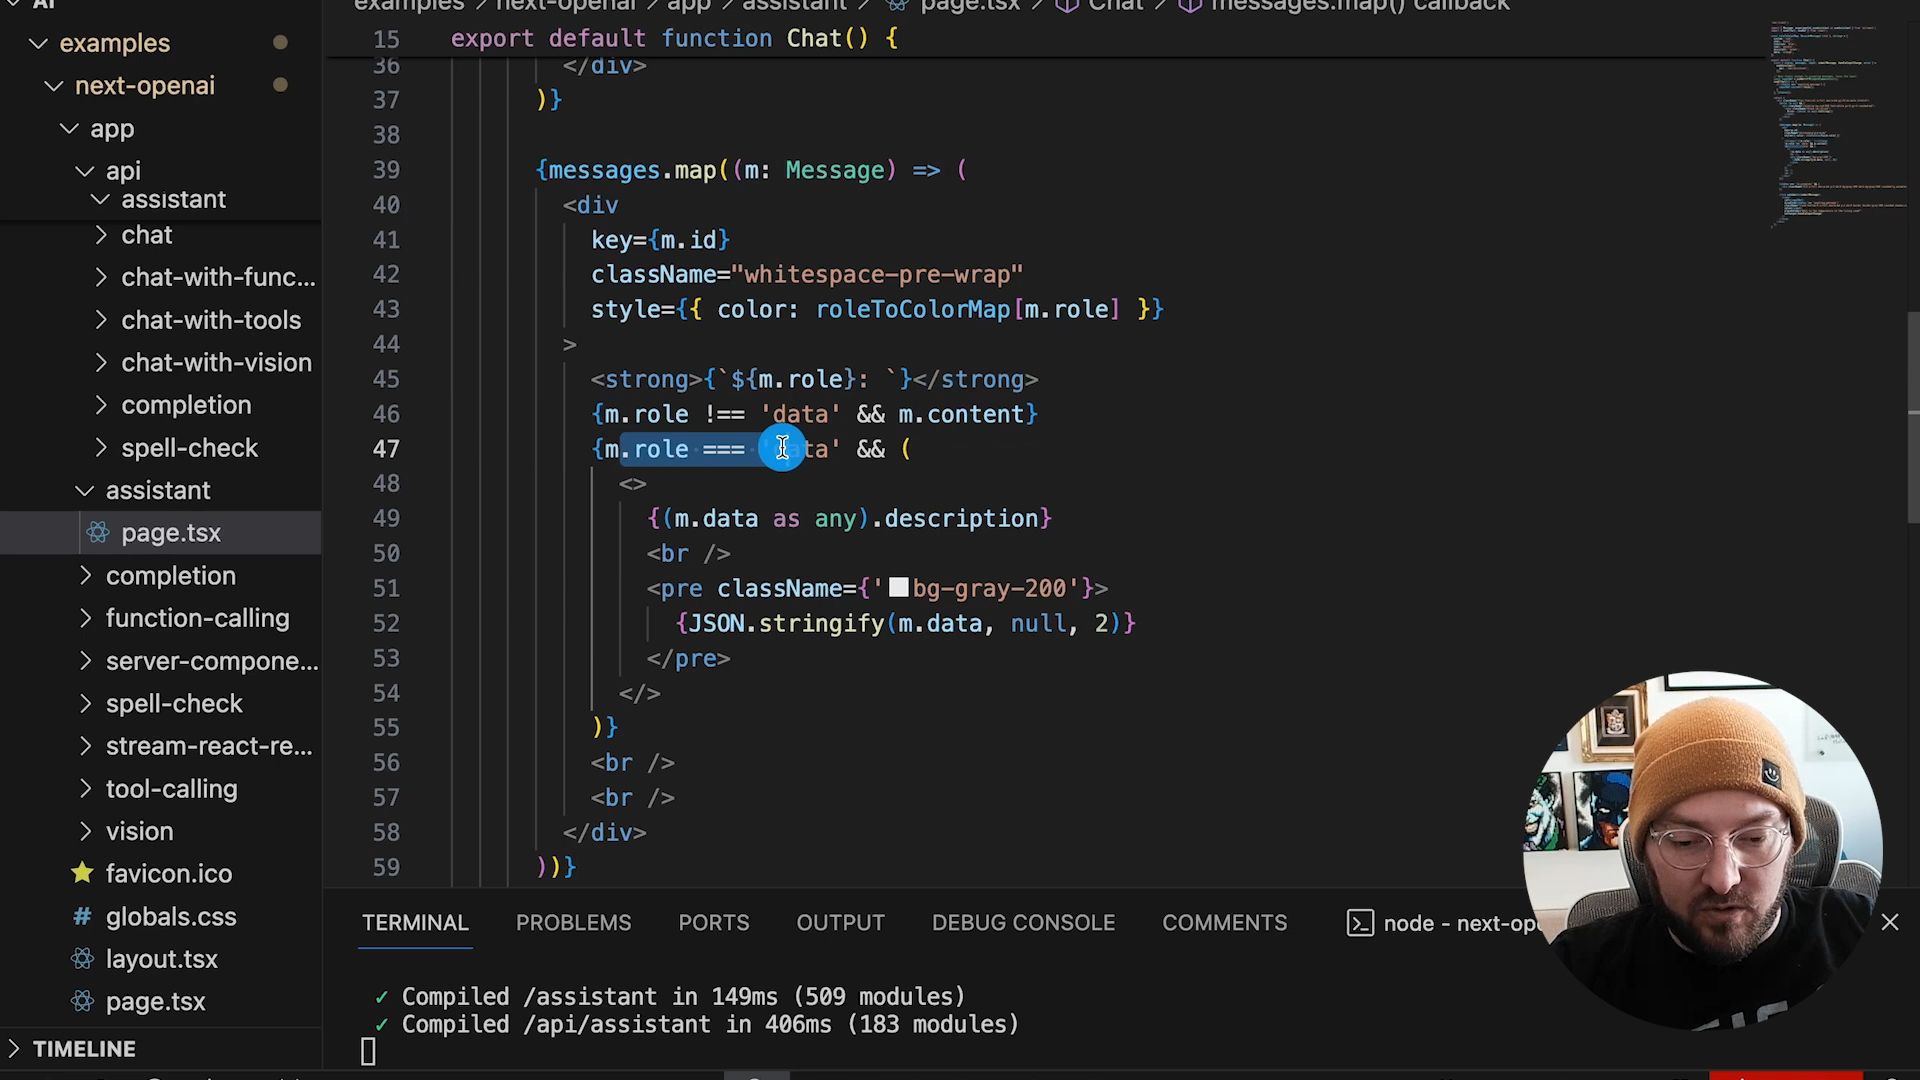 AI
examples
next-openai
app
api
assistant
chat
chat-with-func...
chat-with-tools
chat-with-vision
completion
spell-check
assistant
page.tsx
completion
function-calling
server-compone...
spell-check
stream-react-re...
tool-calling
vision
favicon.ico
globals.css
layout.tsx
page.tsx
TIMELINE
examples > next-openai > app > assistant > page.tsx > Chat > messages.map() callback
15 export default function Chat() {
36 </div>
37 )}
38
39 {messages.map((m: Message) => (
40 <div
41 key={m.id}
42 className="whitespace-pre-wrap"
43 style={{ color: roleToColorMap[m.role] }}
44 >
45 <strong>{`${m.role}: `}</strong>
46 {m.role !== 'data' && m.content}
47 {m.role === 'data' && (
48 <>
49 {(m.data as any).description}
50 <br />
51 <pre className={'bg-gray-200'}>
52 {JSON.stringify(m.data, null, 2)}
53 </pre>
54 </>
55 )}
56 <br />
57 <br />
58 </div>
59 ))}
TERMINAL PROBLEMS PORTS OUTPUT DEBUG CONSOLE COMMENTS node - next-ope
✓ Compiled /assistant in 149ms (509 modules)
✓ Compiled /api/assistant in 406ms (183 modules)